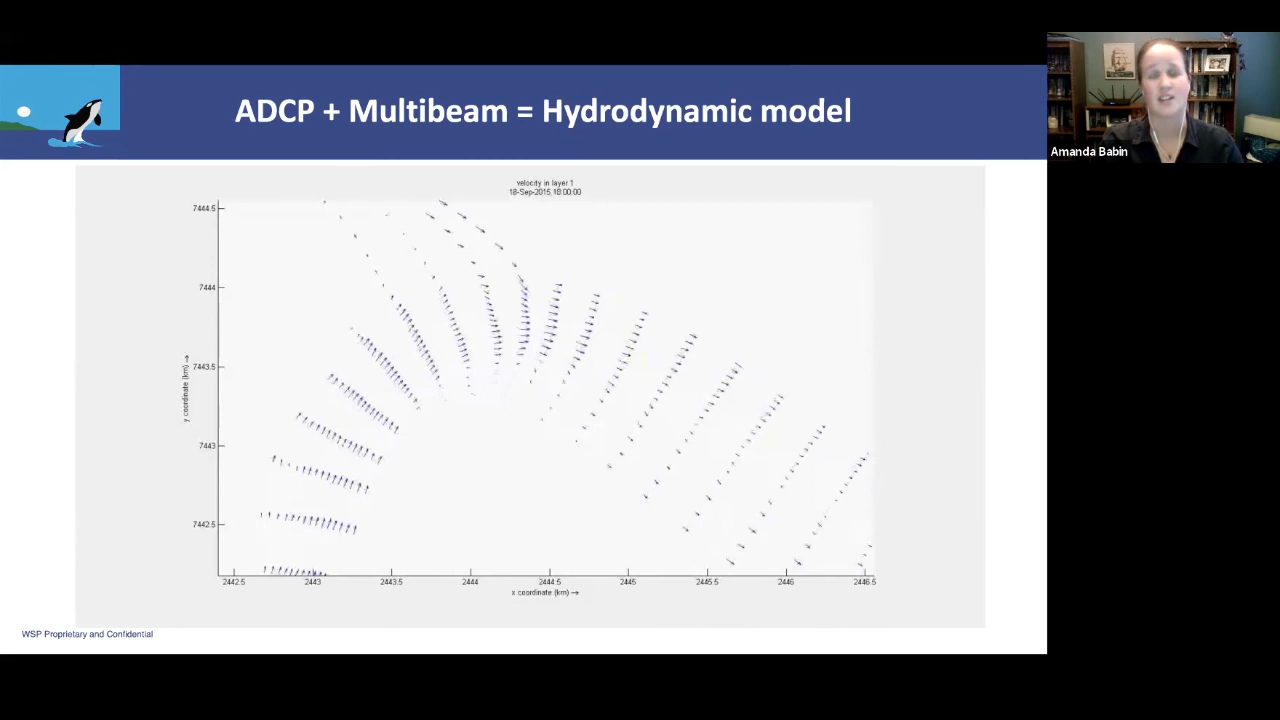 ADCP + Multibeam = Hydrodynamic model
Amanda Babin
velocity in layer 1
18-Sep-2015 18:00:00
7444.5
7444
7443.5
7443
7442.5
y coordinate (km) →
2442.5 2443 2443.5 2444 2444.5 2445 2445.5 2446 2446.5
x coordinate (km) →
WSP Proprietary and Confidential